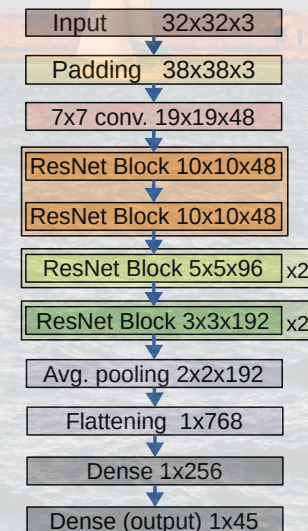 Input 32x32x3
Padding 38x38x3
7x7 conv. 19x19x48
ResNet Block 10x10x48
ResNet Block 10x10x48
ResNet Block 5x5x96 x2
ResNet Block 3x3x192 x2
Avg. pooling 2x2x192
Flattening 1x768
Dense 1x256
Dense (output) 1x45